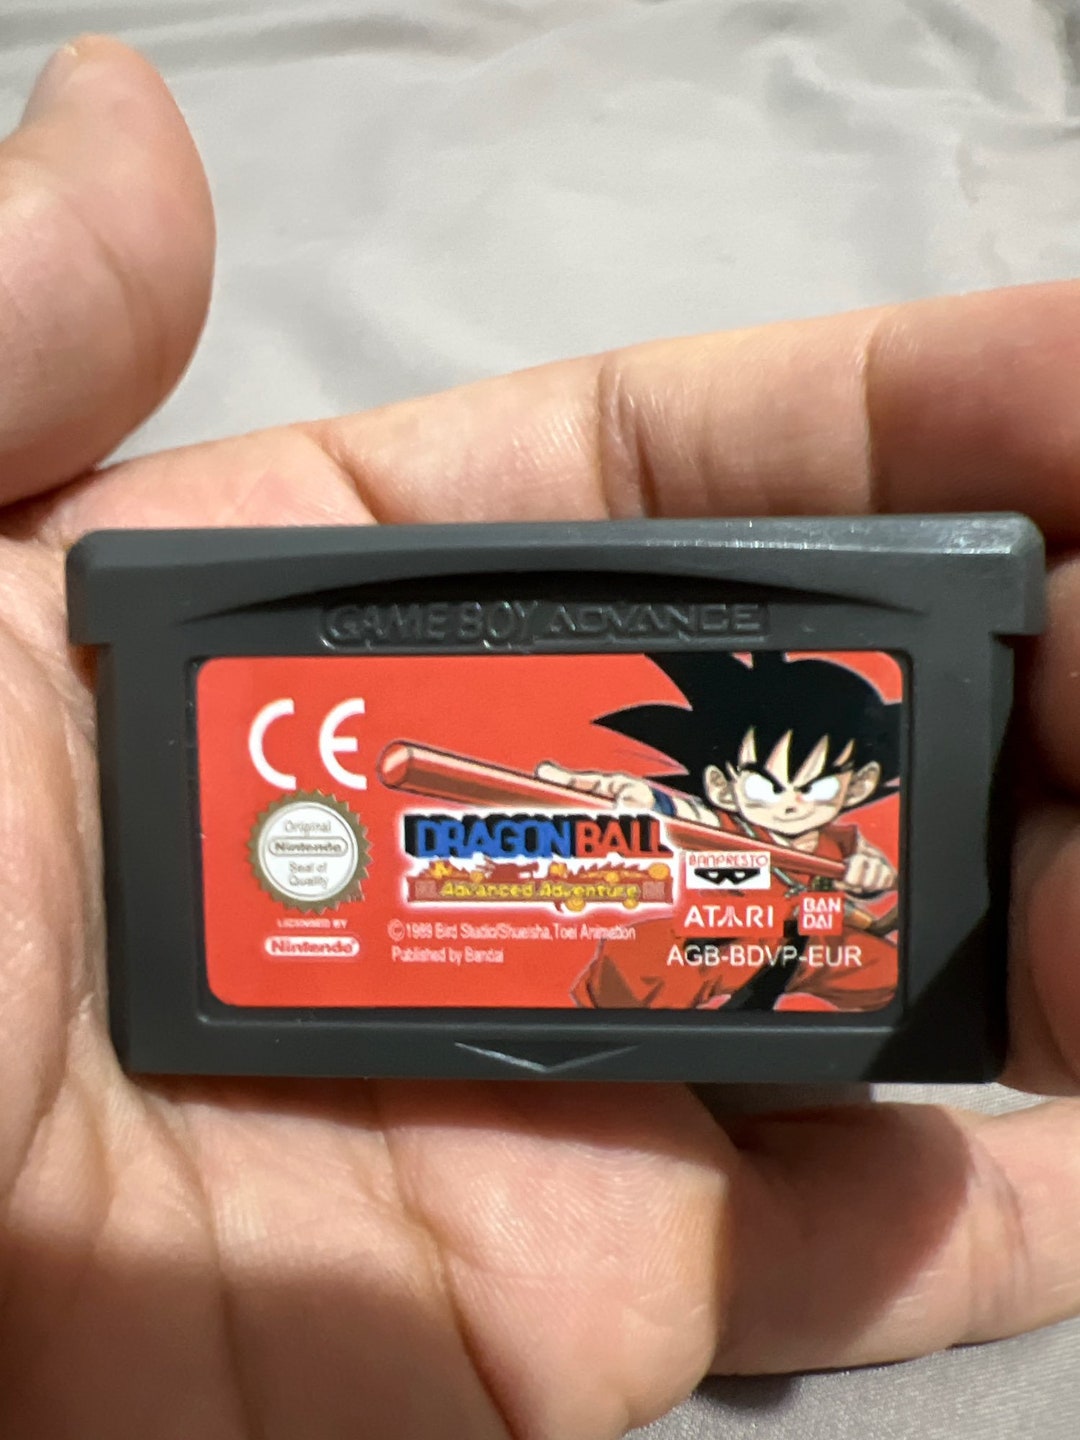 GAME BOY ADVANCE
CE
Original
Nintendo
Seal of
Quality
LICENSED BY
Nintendo
DRAGON BALL
Advanced Adventure
©1989 Bird Studio/Shueisha, Toei Animation
Published by Bandai
BANPRESTO
ATARI
BAN
DAI
AGB-BDVP-EUR